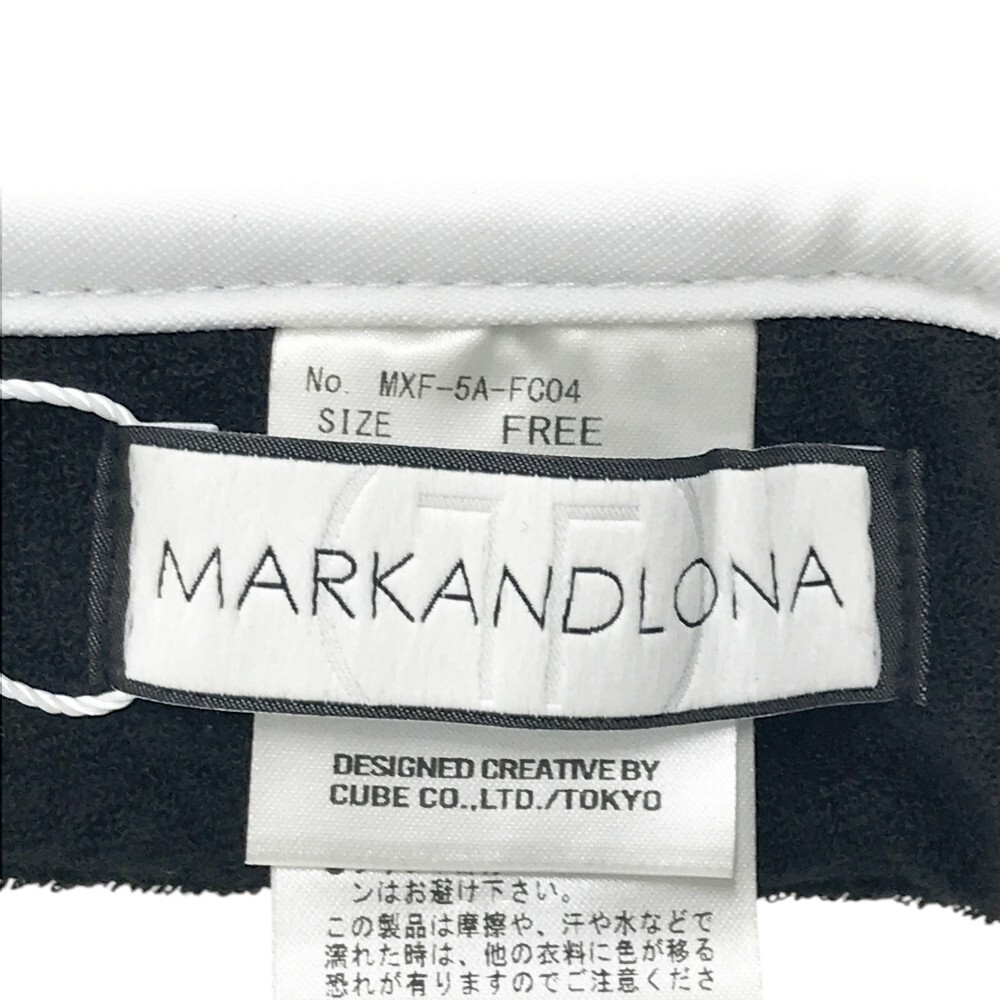 No. MXF-5A-FC04
SIZE FREE
MARKANDLONA
DESIGNED CREATIVE BY
CUBE CO.,LTD./TOKYO
ンはお避け下さい。
この製品は摩擦や、汗や水などで
濡れた時は、他の衣料に色が移る
恐れが有りますのでご注意くださ